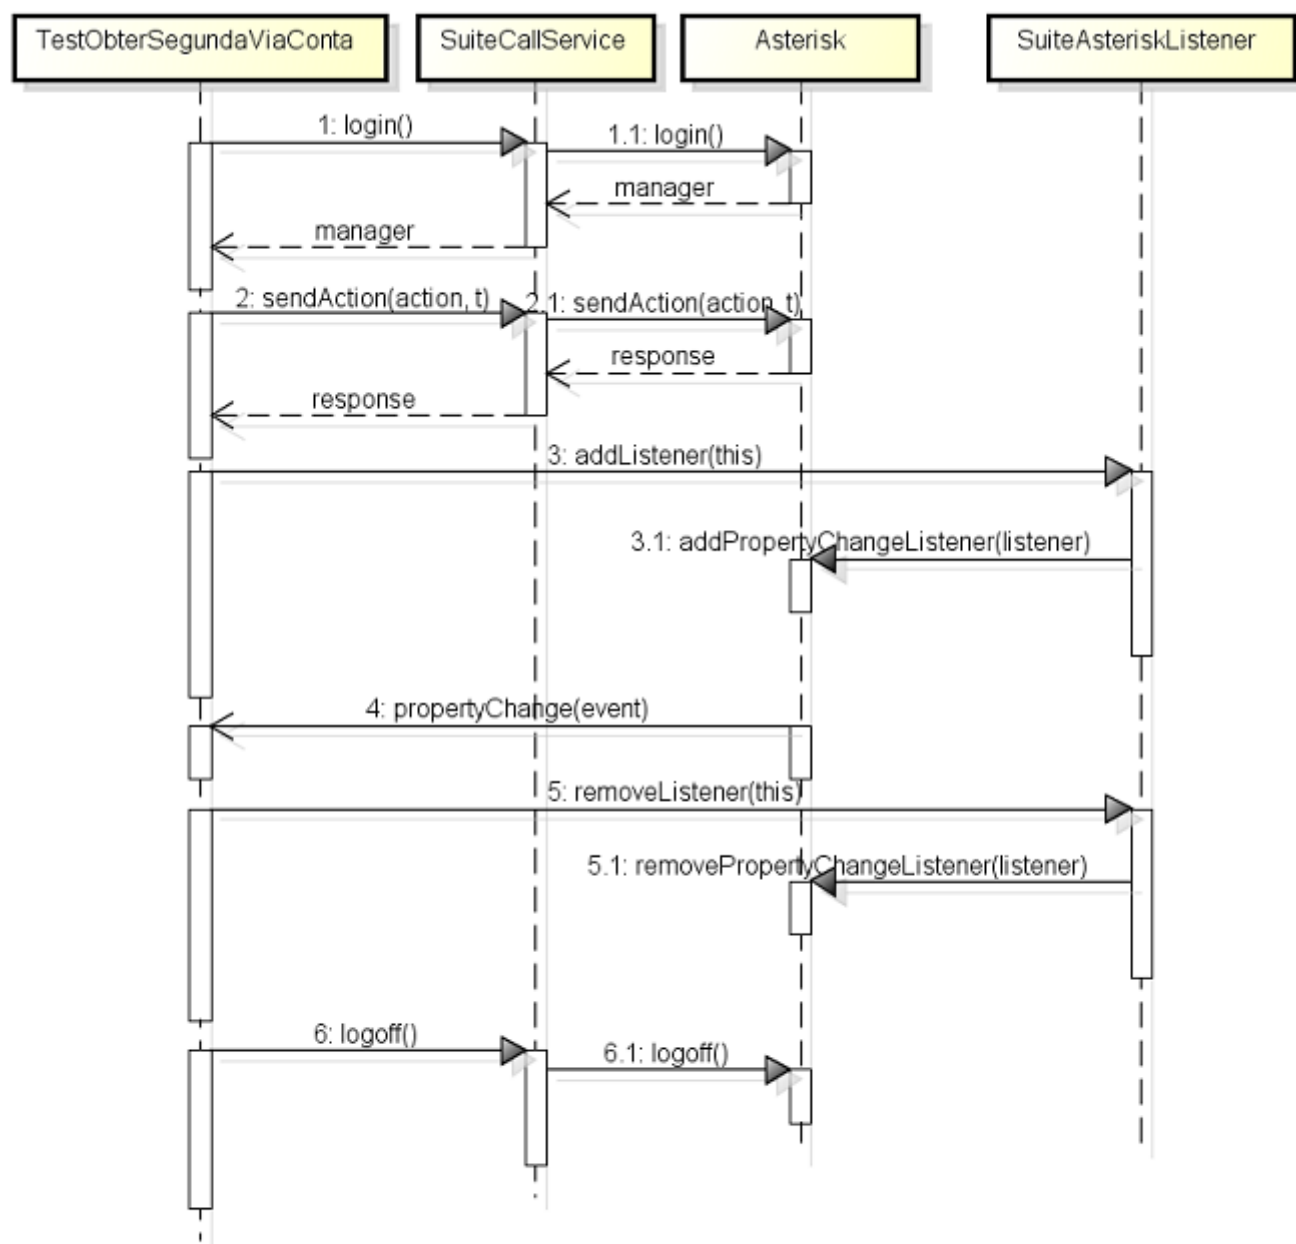 TestObterSegundaViaConta
SuiteCallService
Asterisk
SuiteAsteriskListener
1: login()
1.1: login()
manager
manager
2: sendAction(action, t)
2.1: sendAction(action, t)
response
response
3: addListener(this)
3.1: addPropertyChangeListener(listener)
4: propertyChange(event)
5: removeListener(this)
5.1: removePropertyChangeListener(listener)
6: logoff()
6.1: logoff()